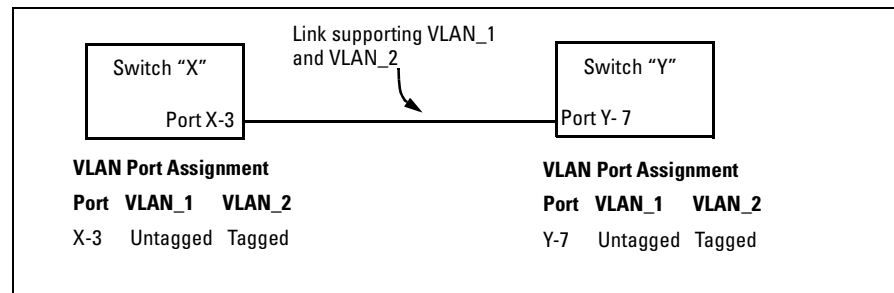 Link supporting VLAN_1
and VLAN_2
Switch “X”
Port X-3
Switch “Y”
Port Y- 7
VLAN Port Assignment
Port VLAN_1 VLAN_2
X-3 Untagged Tagged
VLAN Port Assignment
Port VLAN_1 VLAN_2
Y-7 Untagged Tagged